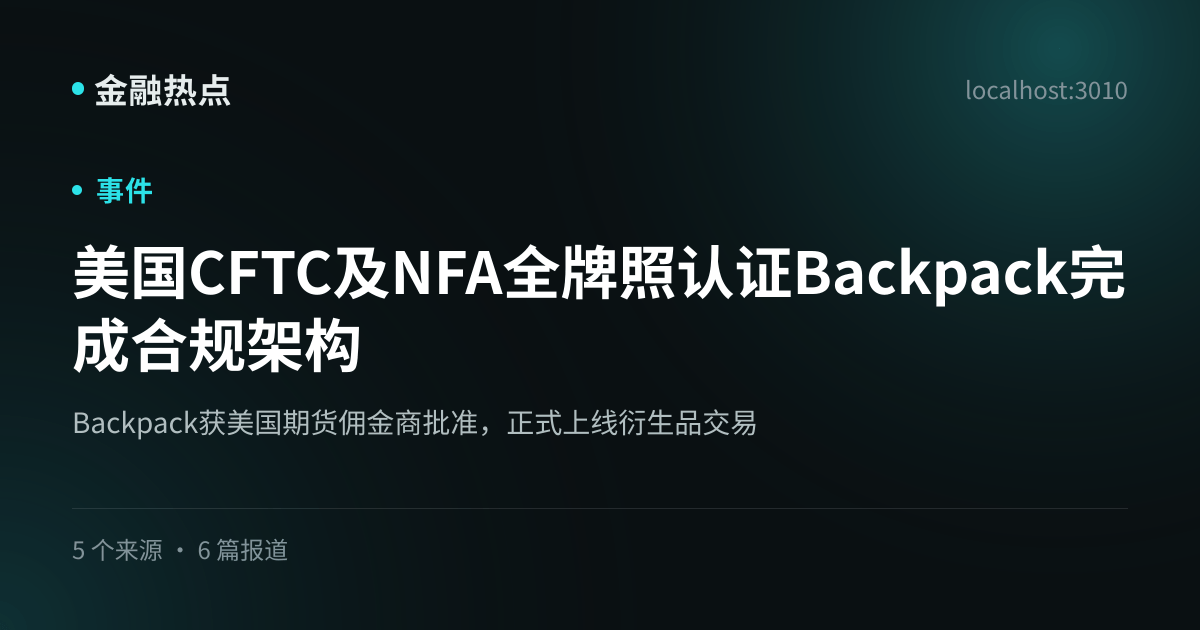 金融热点
localhost:3010
事件
美国CFTC及NFA全牌照认证Backpack完
成合规架构
Backpack获美国期货佣金商批准，正式上线衍生品交易
5 个来源 · 6 篇报道